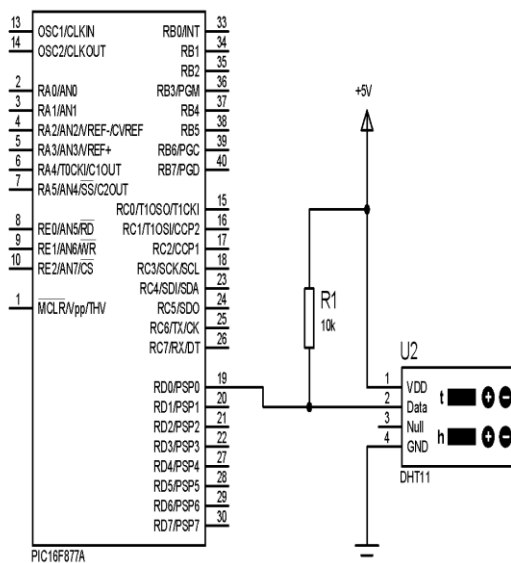 13 OSC1/CLKIN RB0/INT 33
14 OSC2/CLKOUT RB1 34
RB2 35
2 RA0/AN0 RB3/PGM 36
3 RA1/AN1 RB4 37
4 RA2/AN2/VREF-/CVREF RB5 38
5 RA3/AN3/VREF+ RB6/PGC 39
6 RA4/T0CKI/C1OUT RB7/PGD 40
7 RA5/AN4/SS/C2OUT
RC0/T1OSO/T1CKI 15
8 RE0/AN5/RD RC1/T1OSI/CCP2 16
9 RE1/AN6/WR RC2/CCP1 17
10 RE2/AN7/CS RC3/SCK/SCL 18
RC4/SDI/SDA 23
1 MCLR/Vpp/THV RC5/SDO 24
RC6/TX/CK 25
RC7/RX/DT 26
RD0/PSP0 19
RD1/PSP1 20
RD2/PSP2 21
RD3/PSP3 22
RD4/PSP4 27
RD5/PSP5 28
RD6/PSP6 29
RD7/PSP7 30
PIC16F877A
+5V
R1
10k
U2
1 VDD t + -
2 Data
3 Null h + -
4 GND
DHT11